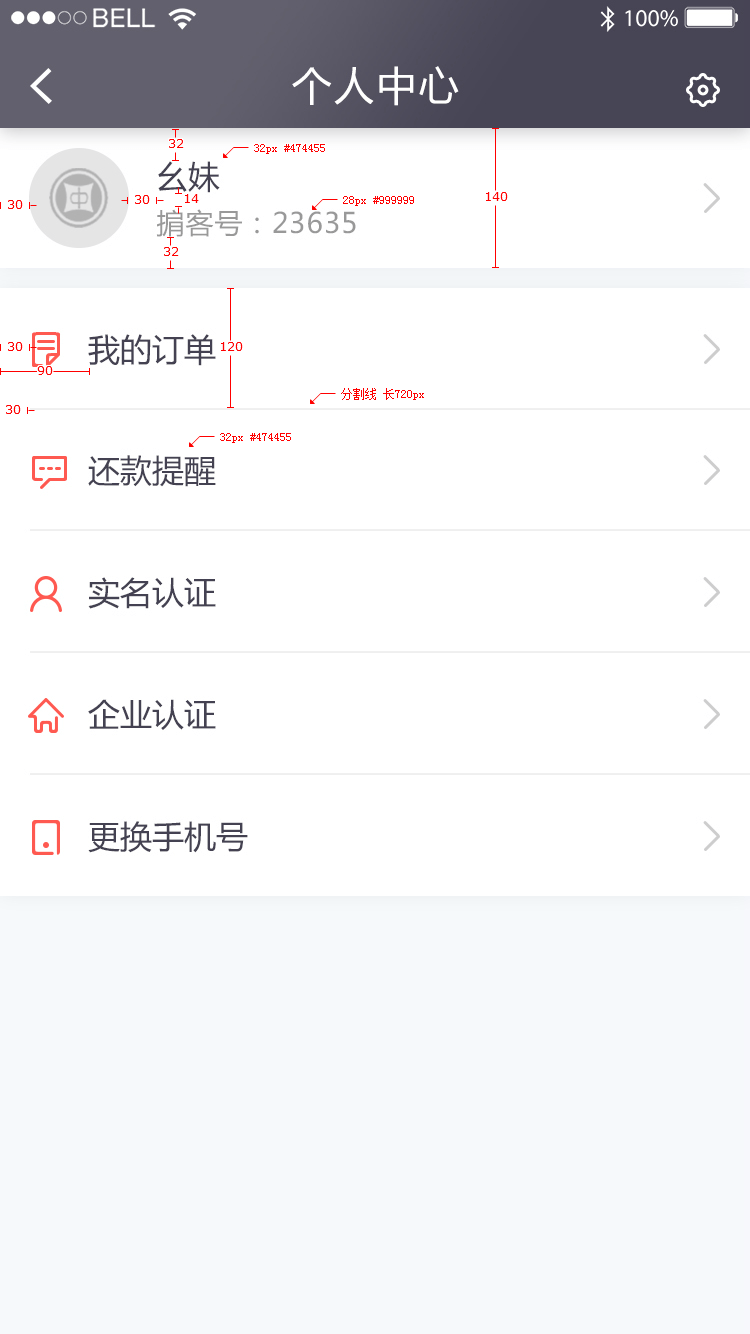 BELL 100%
个人中心
32 32px #474455
幺妹
30 30 14 28px #999999 140
掮客号：23635
32
30 我的订单 120
90
分割线 长720px
30
32px #474455
还款提醒
实名认证
企业认证
更换手机号